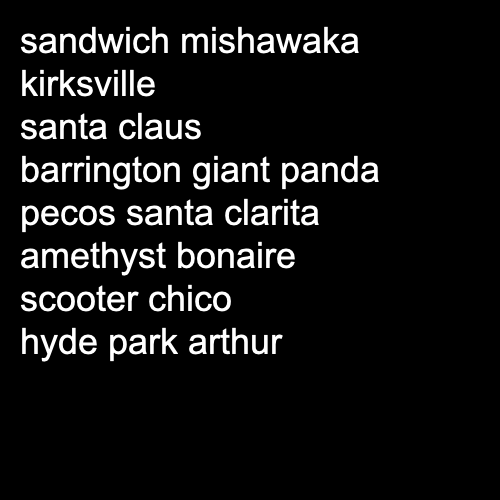 sandwich mishawaka
kirksville
santa claus
barrington giant panda
pecos santa clarita
amethyst bonaire
scooter chico
hyde park arthur